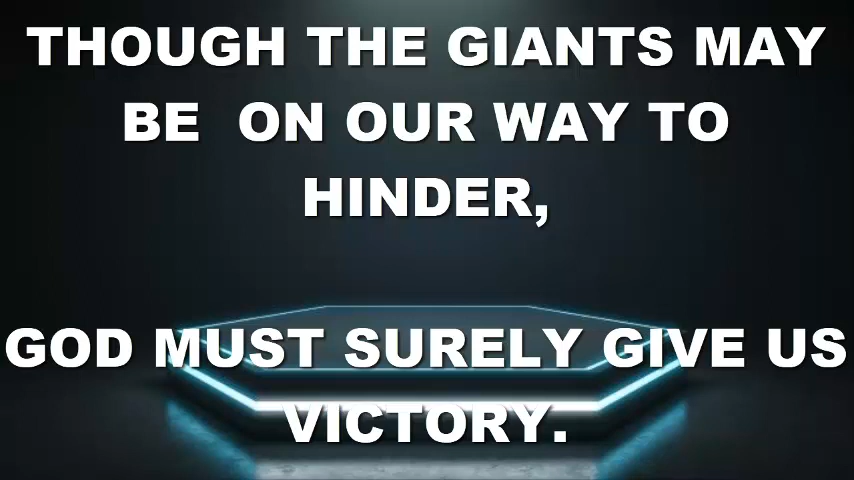 THOUGH THE GIANTS MAY
BE  ON OUR WAY TO
HINDER,
GOD MUST SURELY GIVE US
VICTORY.